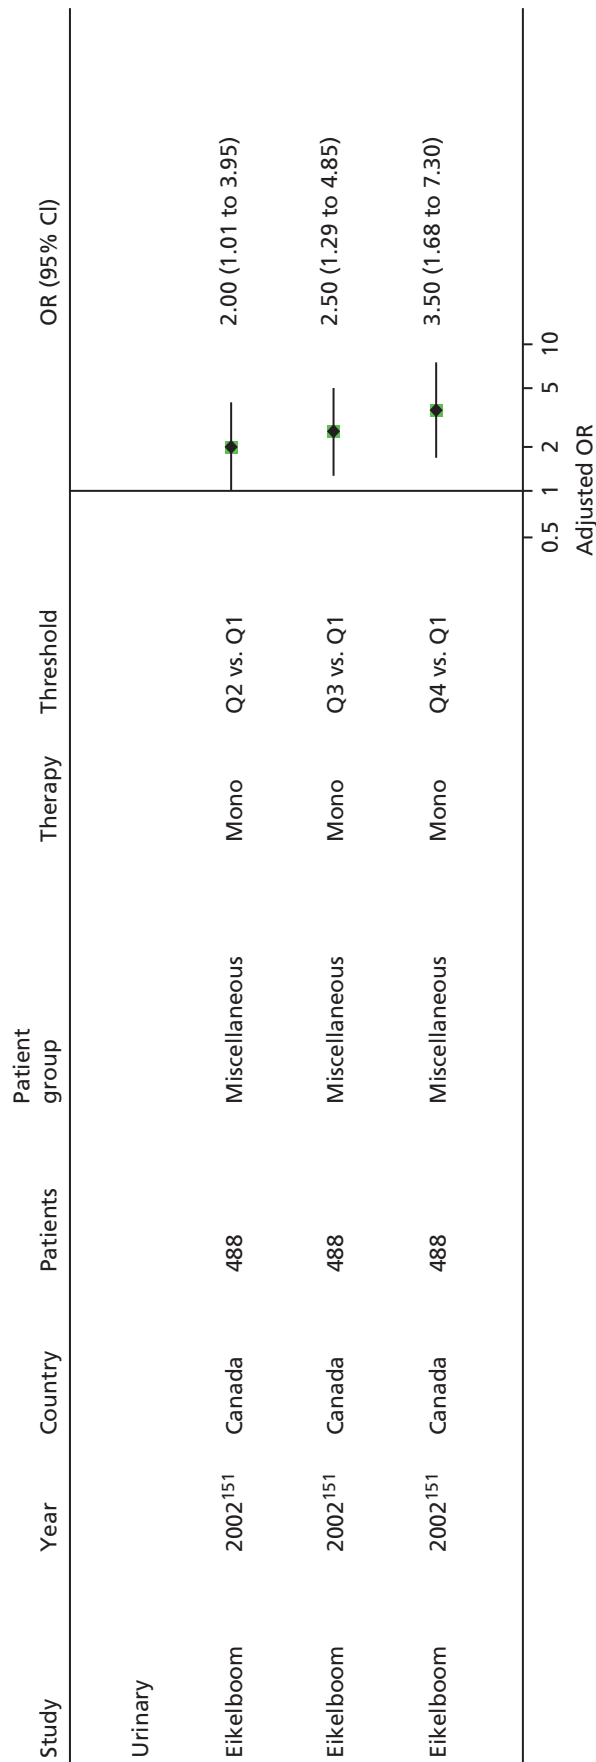 Study Year Country Patients Patient group Therapy Threshold OR (95% CI)
Urinary
Eikelboom 2002¹⁵¹ Canada 488 Miscellaneous Mono Q2 vs. Q1 2.00 (1.01 to 3.95)
Eikelboom 2002¹⁵¹ Canada 488 Miscellaneous Mono Q3 vs. Q1 2.50 (1.29 to 4.85)
Eikelboom 2002¹⁵¹ Canada 488 Miscellaneous Mono Q4 vs. Q1 3.50 (1.68 to 7.30)
0.5 1 2 5 10
Adjusted OR